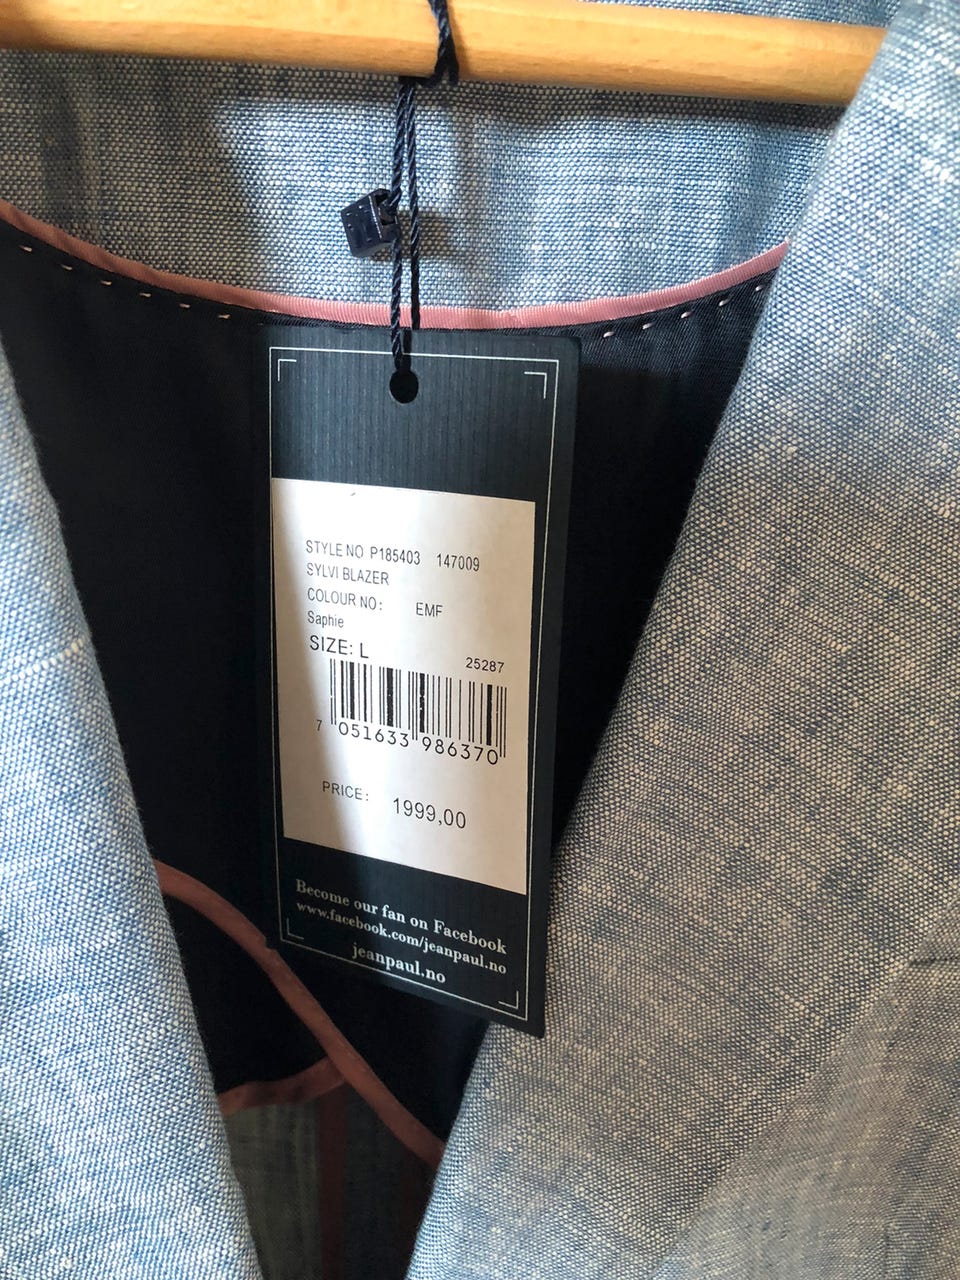 STYLE NO P185403 147009
SYLVI BLAZER
COLOUR NO: EMF
Saphie
SIZE: L
25287
7 051633 986370
PRICE: 1999,00
Become our fan on Facebook
www.facebook.com/jeanpaul.no
jeanpaul.no